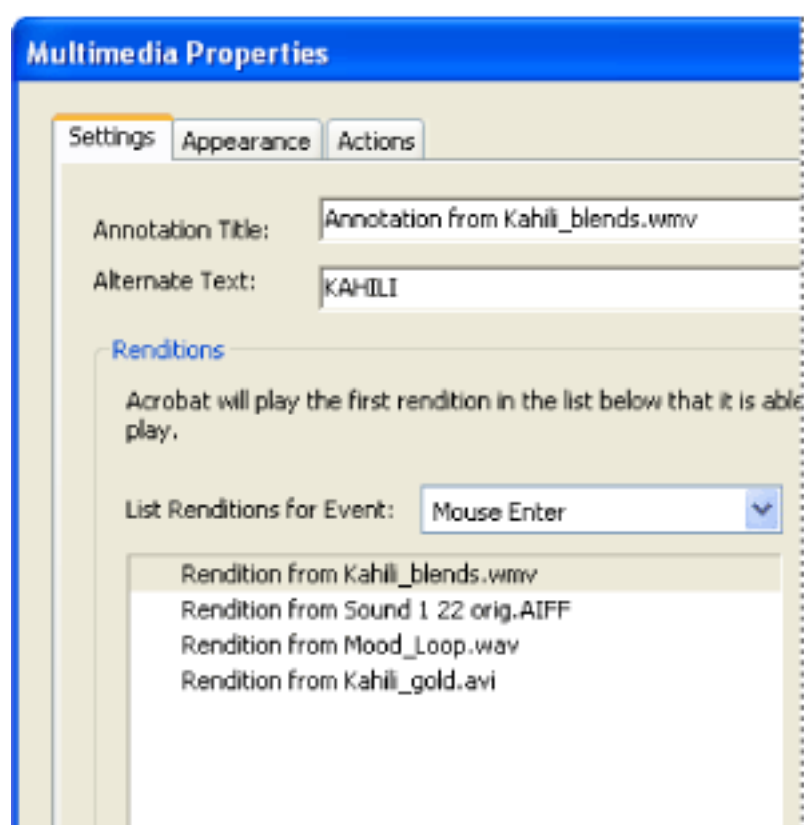 Multimedia Properties
Settings Appearance Actions
Annotation Title: Annotation from Kahili_blends.wmv
Alternate Text: KAHILI
Renditions
Acrobat will play the first rendition in the list below that it is able
play.
List Renditions for Event: Mouse Enter
Rendition from Kahili_blends.wmv
Rendition from Sound 1 22 orig.AIFF
Rendition from Mood_Loop.wav
Rendition from Kahili_gold.avi